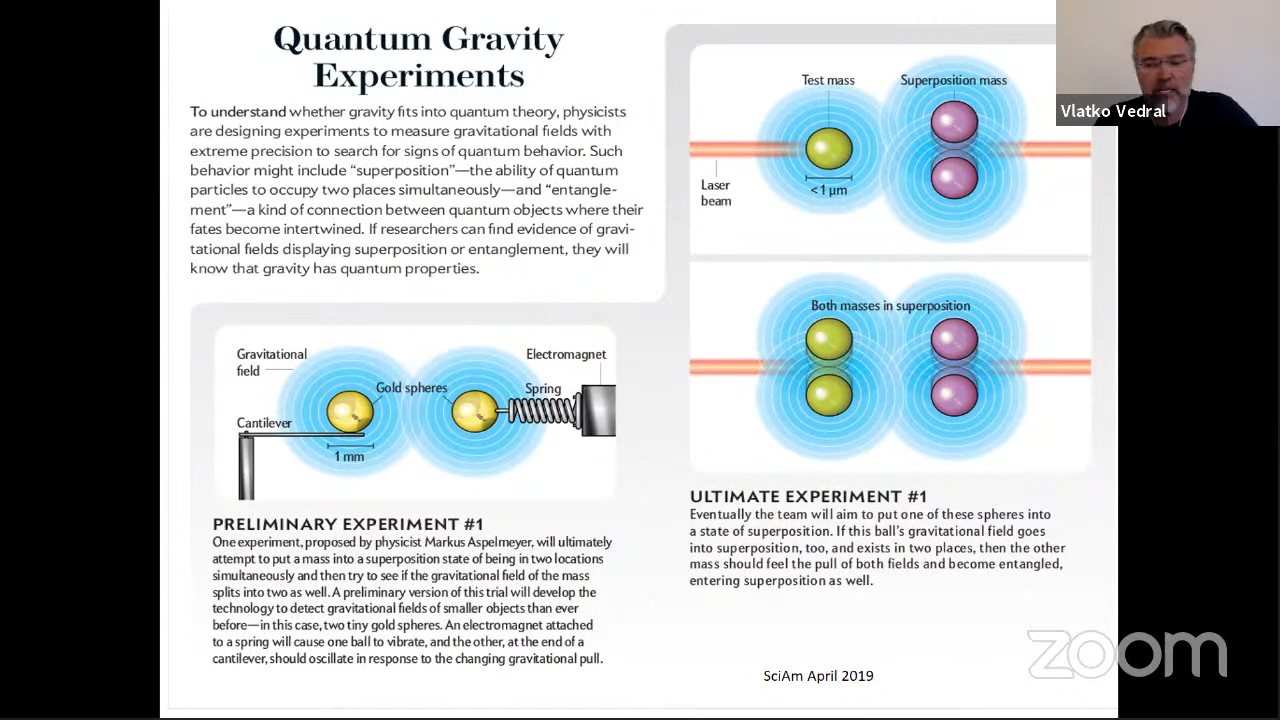 Quantum Gravity
Experiments
To understand whether gravity fits into quantum theory, physicists
are designing experiments to measure gravitational fields with
extreme precision to search for signs of quantum behavior. Such
behavior might include “superposition”—the ability of quantum
particles to occupy two places simultaneously—and “entangle-
ment”—a kind of connection between quantum objects where their
fates become intertwined. If researchers can find evidence of gravi-
tational fields displaying superposition or entanglement, they will
know that gravity has quantum properties.
Gravitational
field
Gold spheres
Electromagnet
Spring
Cantilever
1 mm
PRELIMINARY EXPERIMENT #1
One experiment, proposed by physicist Markus Aspelmeyer, will ultimately
attempt to put a mass into a superposition state of being in two locations
simultaneously and then try to see if the gravitational field of the mass
splits into two as well. A preliminary version of this trial will develop the
technology to detect gravitational fields of smaller objects than ever
before—in this case, two tiny gold spheres. An electromagnet attached
to a spring will cause one ball to vibrate, and the other, at the end of a
cantilever, should oscillate in response to the changing gravitational pull.
Test mass
Superposition mass
Laser
beam
<1 μm
Both masses in superposition
ULTIMATE EXPERIMENT #1
Eventually the team will aim to put one of these spheres into
a state of superposition. If this ball’s gravitational field goes
into superposition, too, and exists in two places, then the other
mass should feel the pull of both fields and become entangled,
entering superposition as well.
SciAm April 2019
Vlatko Vedral
zoom